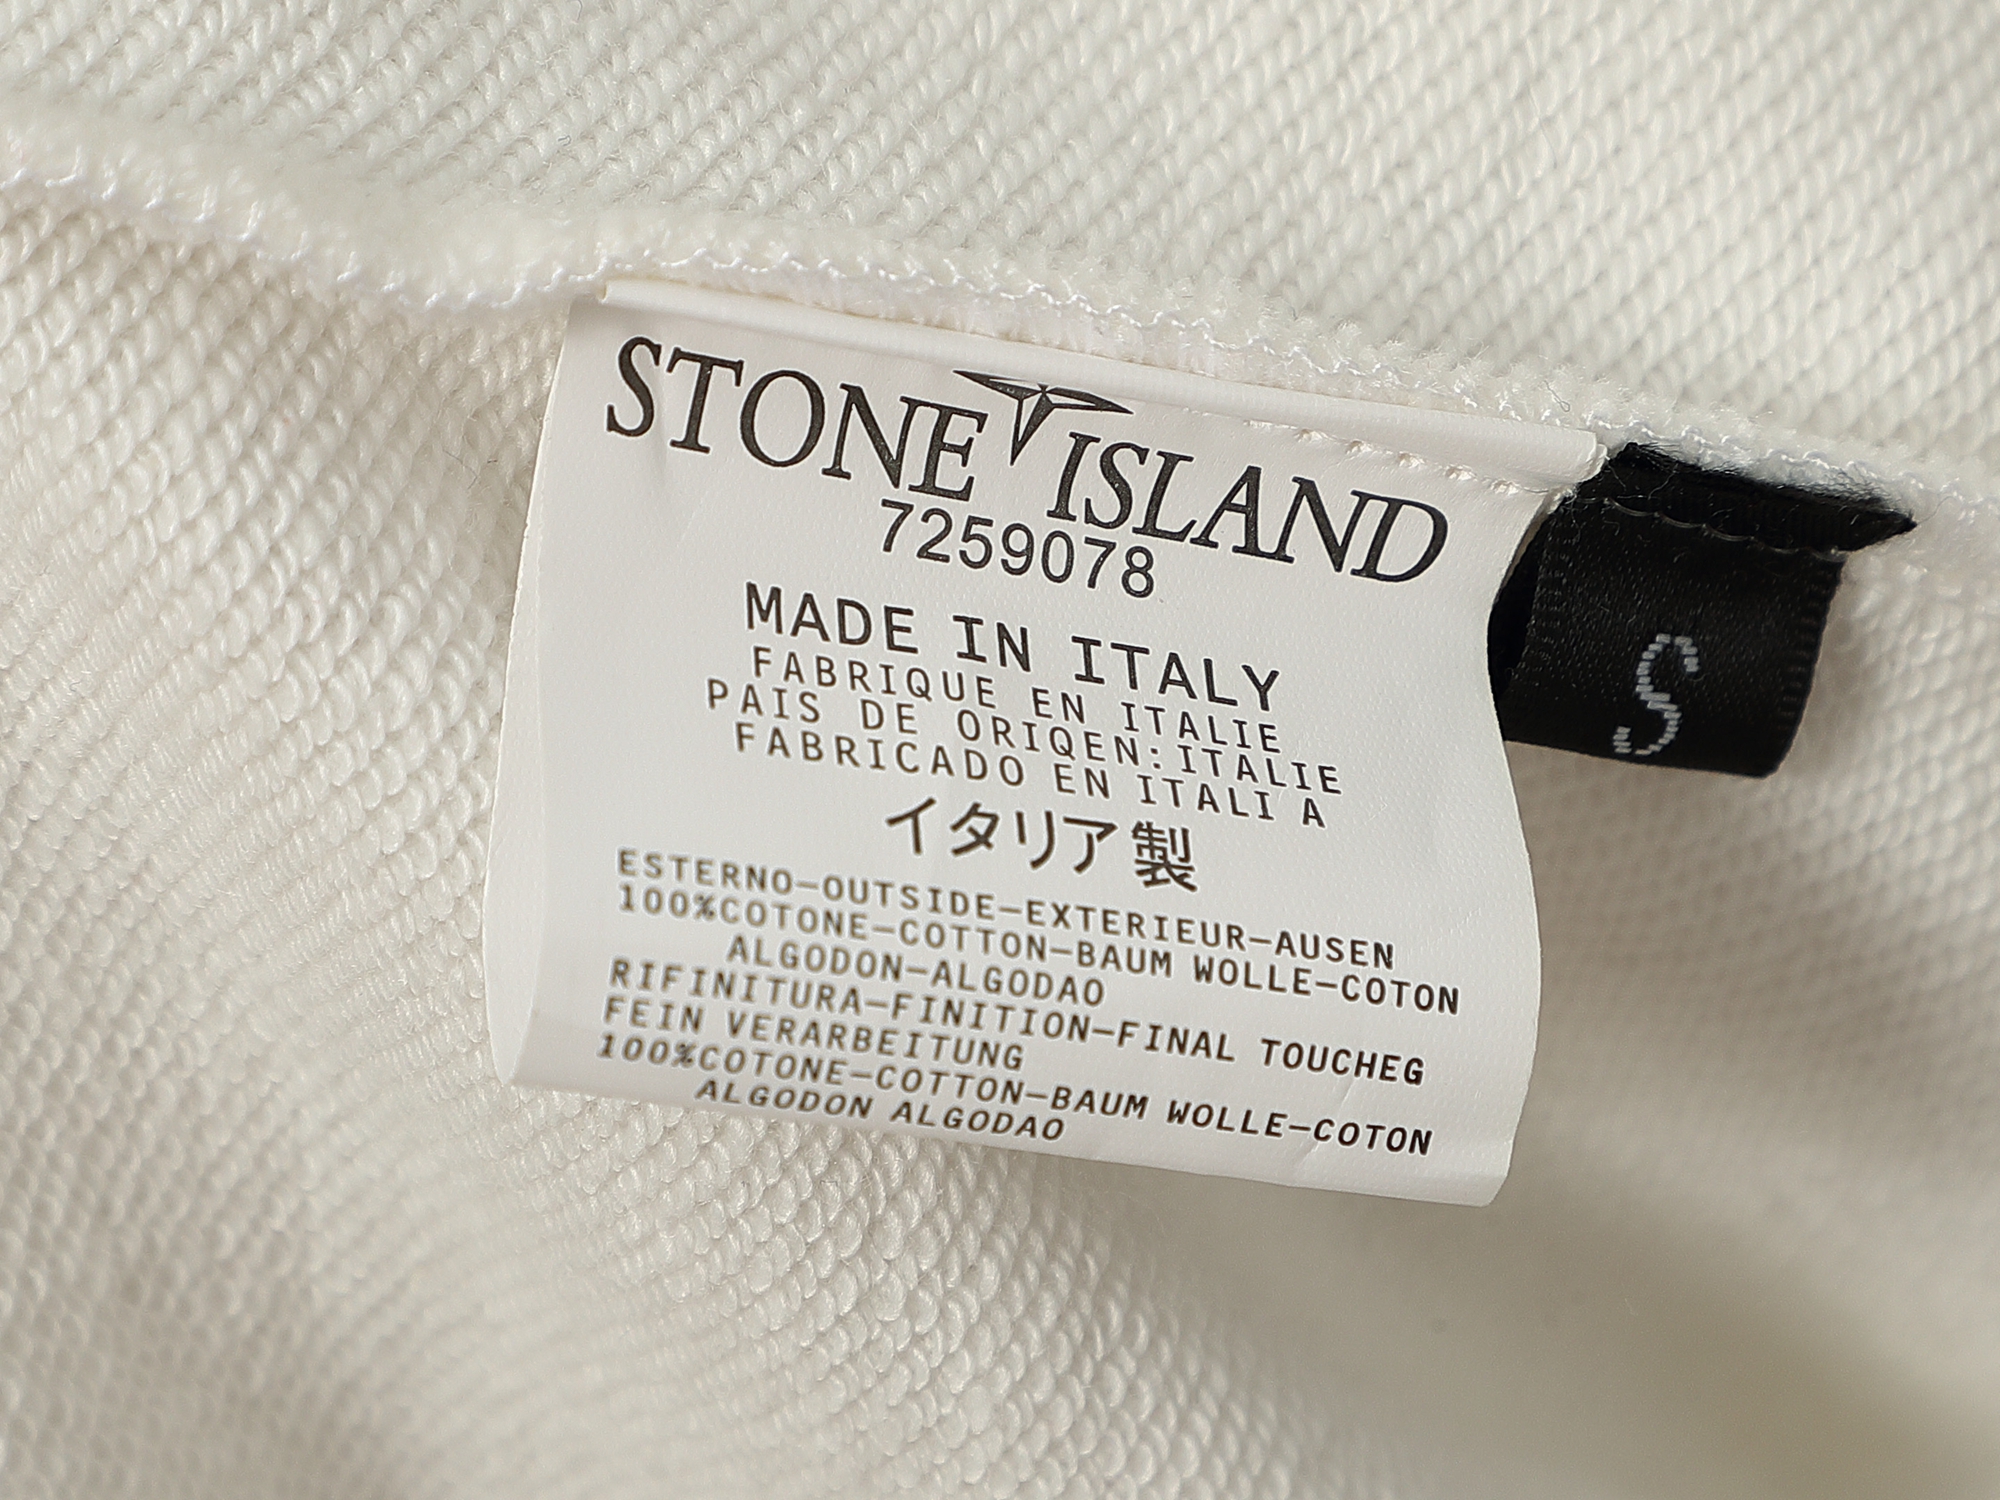 STONE ISLAND
7259078
MADE IN ITALY
FABRIQUE EN ITALIE
PAIS DE ORIQEN:ITALIE
FABRICADO EN ITALI A
イタリア製
ESTERNO-OUTSIDE-EXTERIEUR-AUSEN
100%COTONE-COTTON-BAUM WOLLE-COTON
ALGODON-ALGODAO
RIFINITURA-FINITION-FINAL TOUCHEG
FEIN VERARBEITUNG
100%COTONE-COTTON-BAUM WOLLE-COTON
ALGODON ALGODAO
S